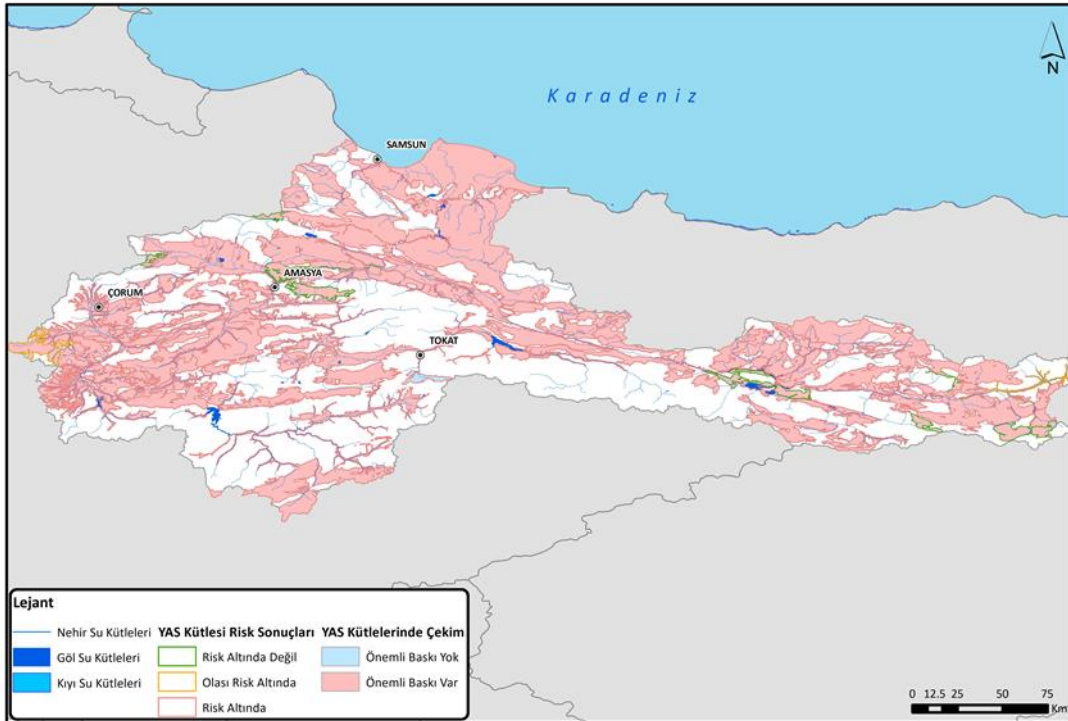 N
Karadeniz
SAMSUN
AMASYA
ÇORUM
TOKAT
Lejant
Nehir Su Kütleleri
Göl Su Kütleleri
Kıyı Su Kütleleri
YAS Kütlesi Risk Sonuçları
Risk Altında Değil
Olası Risk Altında
Risk Altında
YAS Kütlelerinde Çekim
Önemli Baskı Yok
Önemli Baskı Var
0 12.5 25 50 75
Km